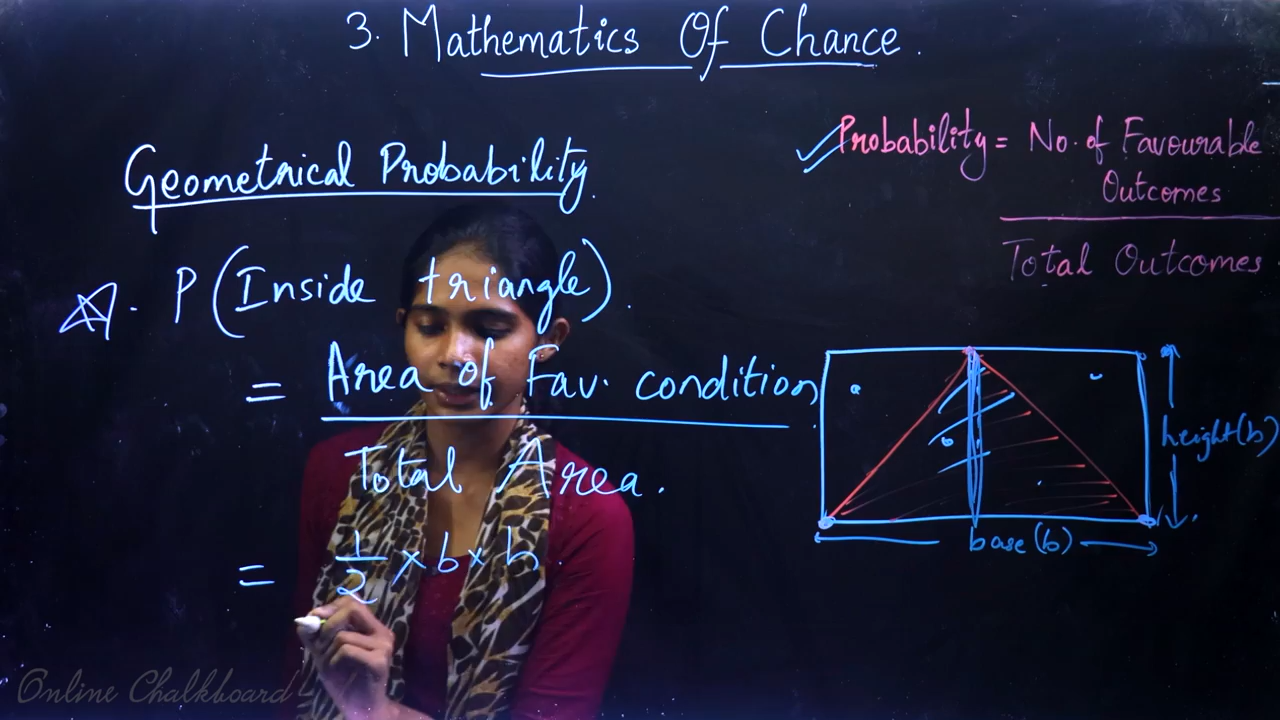 3. Mathematics Of Chance.
Geometrical Probability.
P(Inside triangle).
= Area of Fav. condition
Total Area.
= 1/2 × b × h.
Probability = No. of Favourable
Outcomes
Total Outcomes
height(h)
base(b)
Online Chalkboard